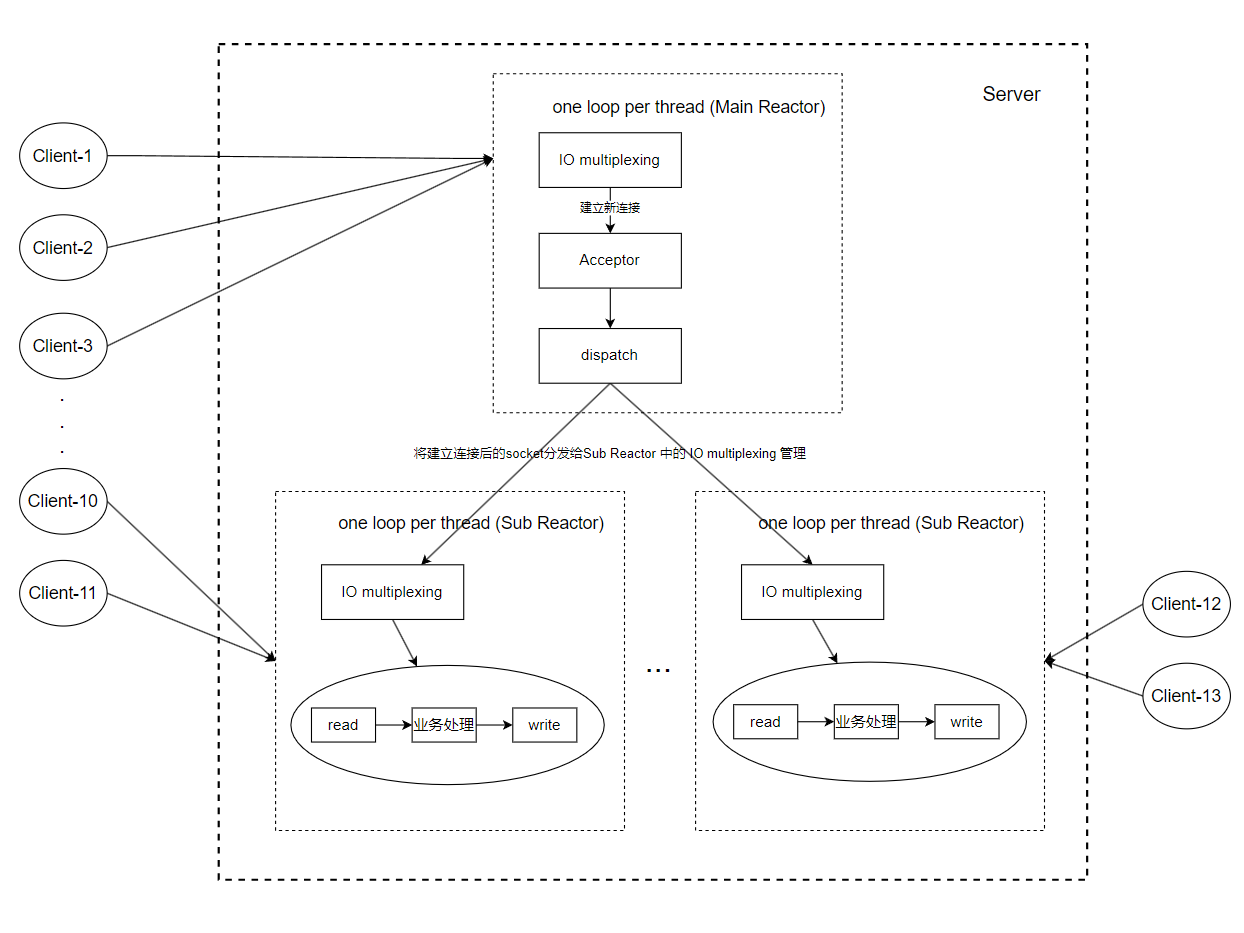 Server
one loop per thread (Main Reactor)
IO multiplexing
建立新连接
Acceptor
dispatch
Client-1
Client-2
Client-3
.
.
.
Client-10
Client-11
将建立连接后的socket分发给Sub Reactor 中的 IO multiplexing 管理
one loop per thread (Sub Reactor)
IO multiplexing
read
业务处理
write
...
one loop per thread (Sub Reactor)
IO multiplexing
read
业务处理
write
Client-12
Client-13